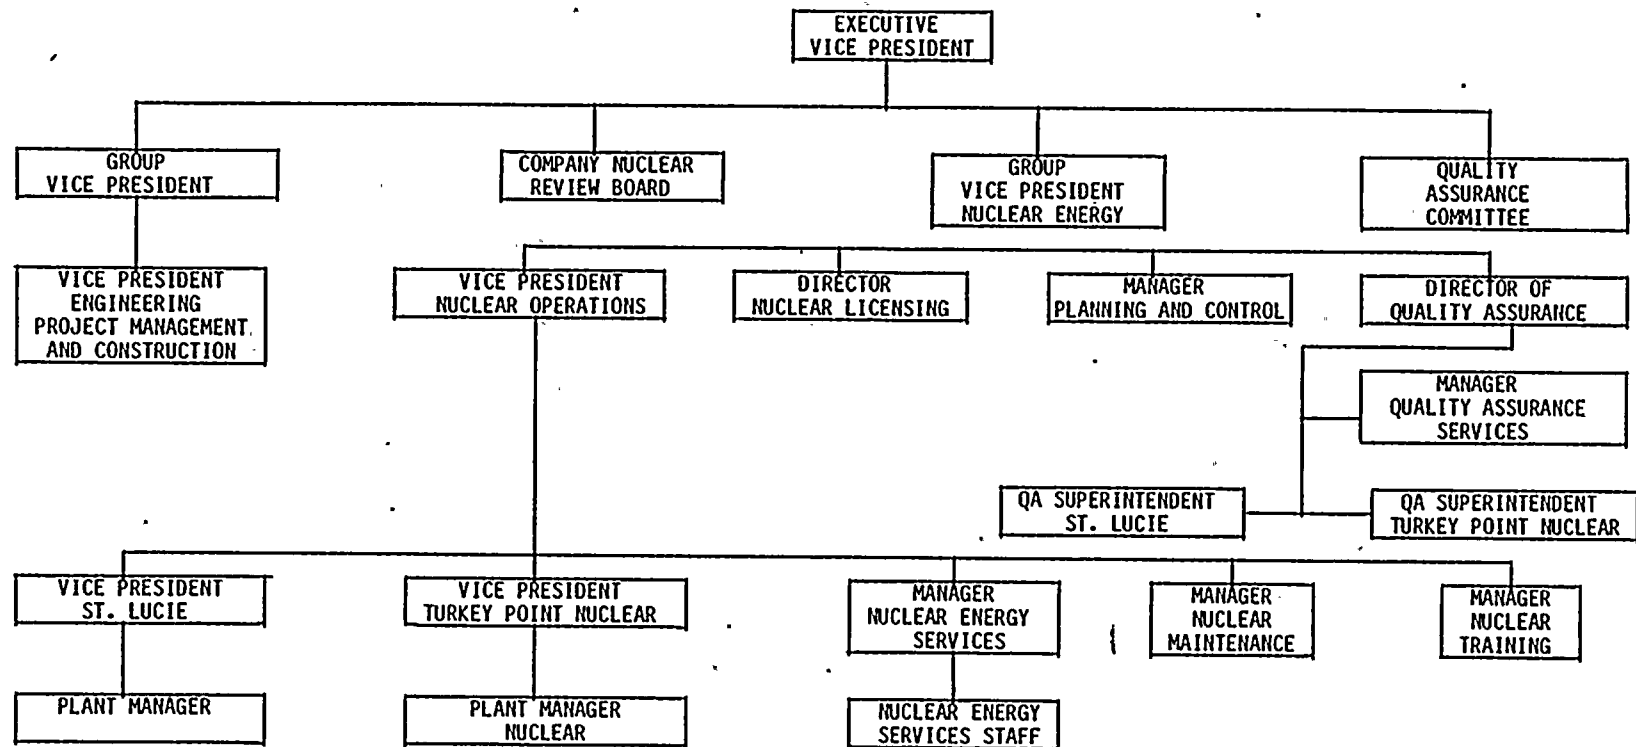 EXECUTIVE
VICE PRESIDENT
GROUP
VICE PRESIDENT
COMPANY NUCLEAR
REVIEW BOARD
GROUP
VICE PRESIDENT
NUCLEAR ENERGY
QUALITY
ASSURANCE
COMMITTEE
VICE PRESIDENT
ENGINEERING
PROJECT MANAGEMENT
AND CONSTRUCTION
VICE PRESIDENT
NUCLEAR OPERATIONS
DIRECTOR
NUCLEAR LICENSING
MANAGER
PLANNING AND CONTROL
DIRECTOR OF
QUALITY ASSURANCE
MANAGER
QUALITY ASSURANCE
SERVICES
QA SUPERINTENDENT
ST. LUCIE
QA SUPERINTENDENT
TURKEY POINT NUCLEAR
VICE PRESIDENT
ST. LUCIE
VICE PRESIDENT
TURKEY POINT NUCLEAR
MANAGER
NUCLEAR ENERGY
SERVICES
MANAGER
NUCLEAR
MAINTENANCE
MANAGER
NUCLEAR
TRAINING
PLANT MANAGER
PLANT MANAGER
NUCLEAR
NUCLEAR ENERGY
SERVICES STAFF